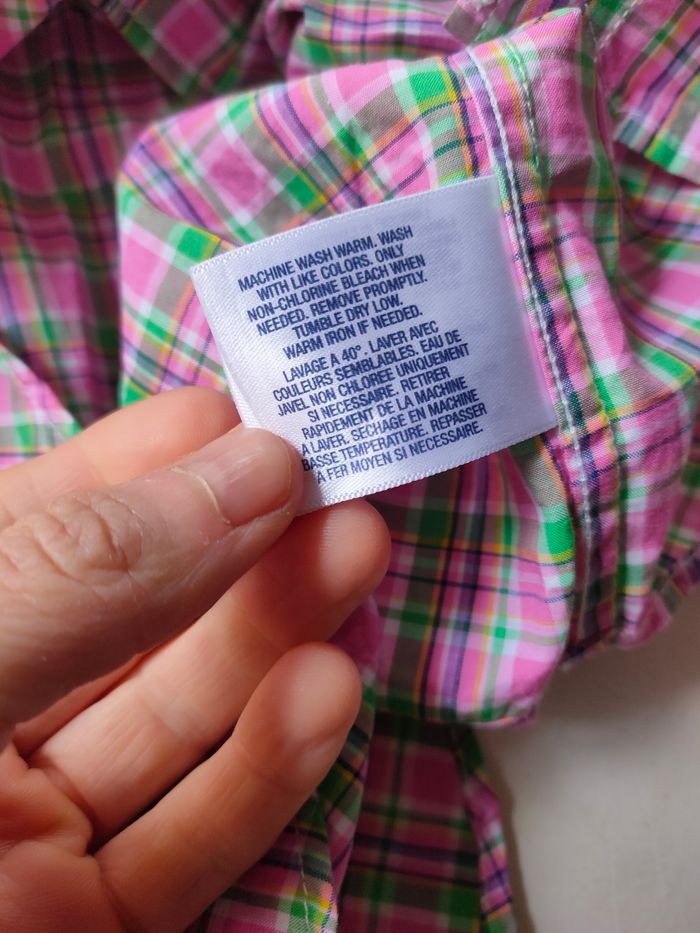 MACHINE WASH WARM. WASH
WITH LIKE COLORS. ONLY
NON-CHLORINE BLEACH WHEN
NEEDED. REMOVE PROMPTLY.
TUMBLE DRY LOW.
WARM IRON IF NEEDED.
LAVAGE A 40°. LAVER AVEC
COULEURS SEMBLABLES. EAU DE
JAVEL NON CHLOREE UNIQUEMENT
SI NECESSAIRE. RETIRER
RAPIDEMENT DE LA MACHINE
A LAVER. SECHAGE EN MACHINE
BASSE TEMPERATURE. REPASSER
A FER MOYEN SI NECESSAIRE.